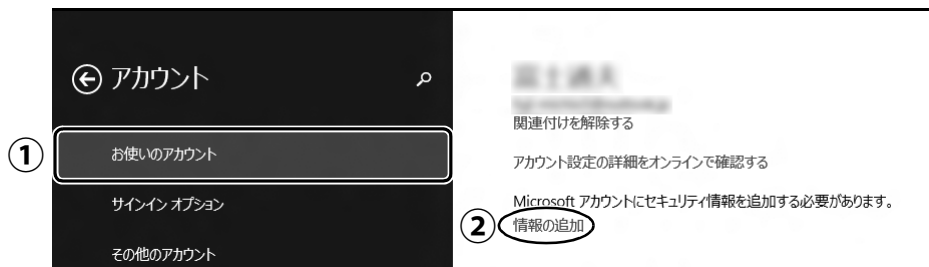 アカウント
①
お使いのアカウント
サインイン オプション
その他のアカウント
関連付けを解除する
アカウント設定の詳細をオンラインで確認する
Microsoft アカウントにセキュリティ情報を追加する必要があります。
②
情報の追加